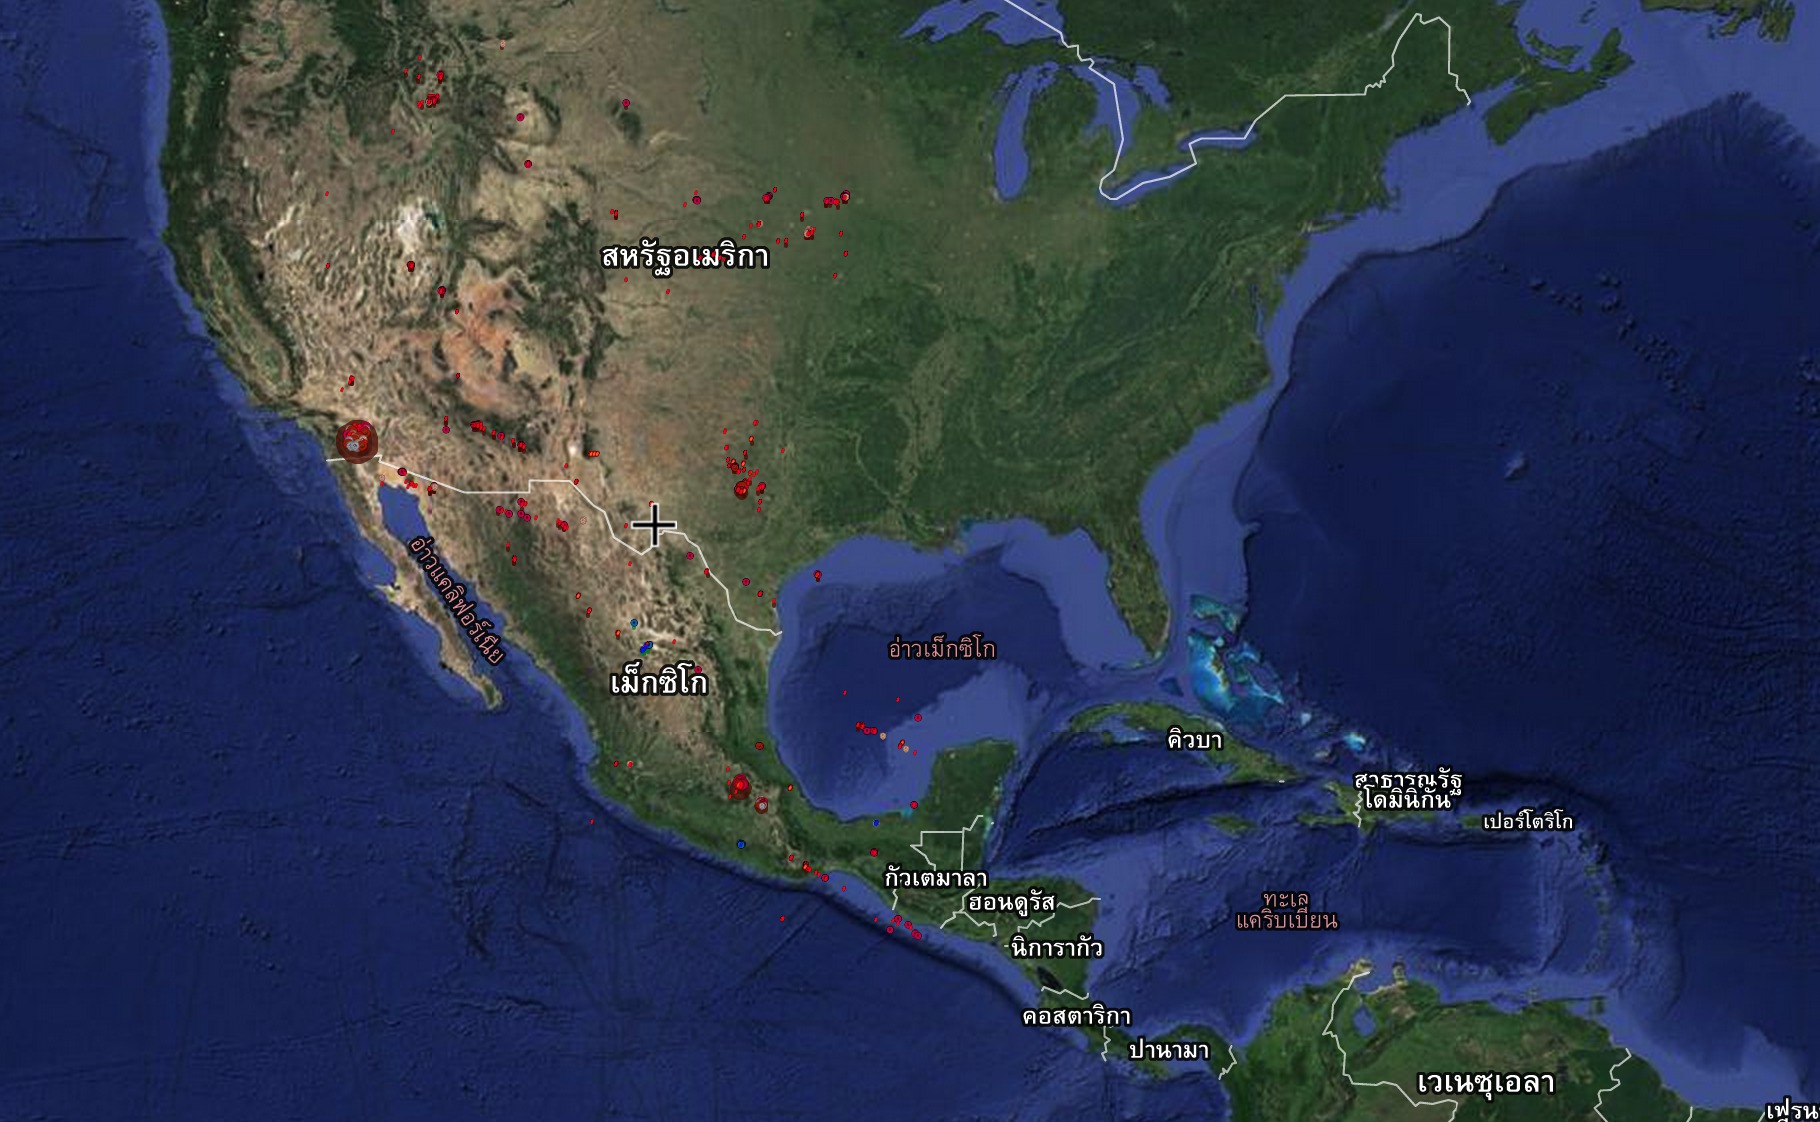 สหรัฐอเมริกา
อ่าวแคลิฟอร์เนีย
อ่าวเม็กซิโก
เม็กซิโก
คิวบา
สาธารณรัฐ
โดมินิกัน
เปอร์โตริโก
กัวเตมาลา
ฮอนดูรัส
ทะเล
แคริบเบียน
นิการากัว
คอสตาริกา
ปานามา
เวเนซุเอลา